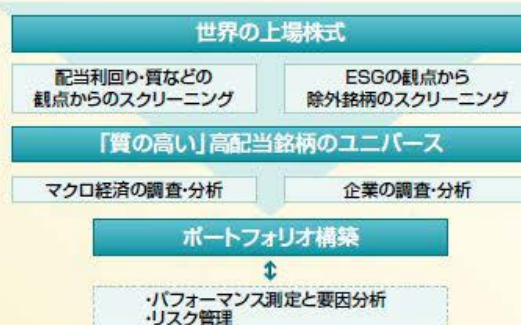 世界の上場株式
配当利回り・質などの
観点からのスクリーニング
ESGの観点から
除外銘柄のスクリーニング
「質の高い」高配当銘柄のユニバース
マクロ経済の調査・分析
企業の調査・分析
ポートフォリオ構築
・パフォーマンス測定と要因分析
・リスク管理